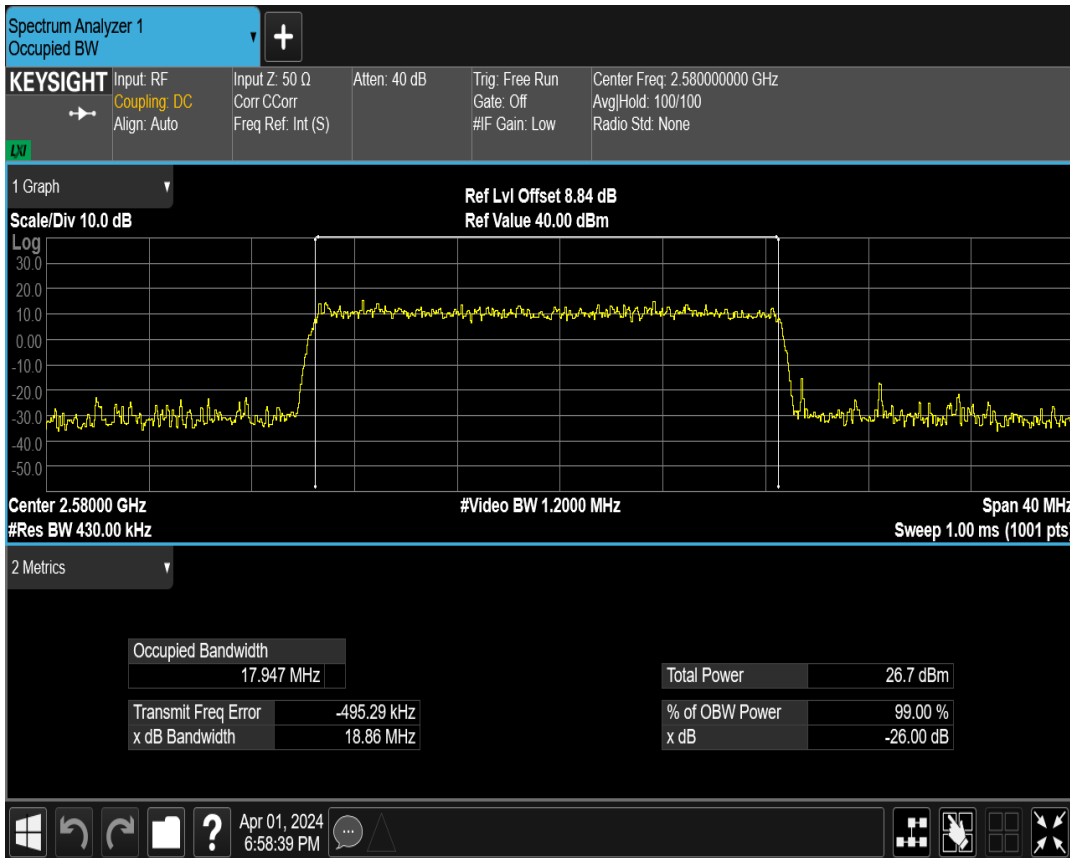 Spectrum Analyzer 1
Occupied BW
+
KEYSIGHT Input: RF Input Z: 50 Ω Atten: 40 dB Trig: Free Run Center Freq: 2.580000000 GHz
Coupling: DC Corr CCorr Gate: Off Avg|Hold: 100/100
Align: Auto Freq Ref: Int (S) #IF Gain: Low Radio Std: None
LXI
1 Graph
Ref Lvl Offset 8.84 dB
Scale/Div 10.0 dB Ref Value 40.00 dBm
Log
30.0
20.0
10.0
0.00
-10.0
-20.0
-30.0
-40.0
-50.0
Center 2.58000 GHz #Video BW 1.2000 MHz Span 40 MHz
#Res BW 430.00 kHz Sweep 1.00 ms (1001 pts)
2 Metrics
Occupied Bandwidth
17.947 MHz Total Power 26.7 dBm
Transmit Freq Error -495.29 kHz % of OBW Power 99.00 %
x dB Bandwidth 18.86 MHz x dB -26.00 dB
? Apr 01, 2024
6:58:39 PM